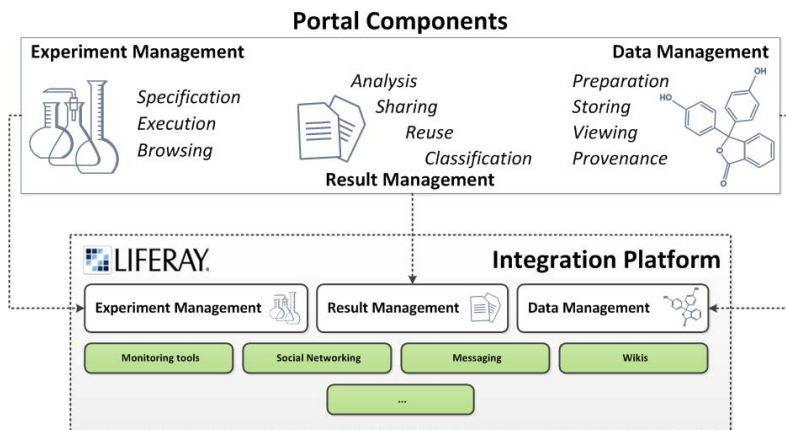 Portal Components
Experiment Management
Specification
Execution
Browsing
Analysis
Sharing
Reuse
Classification
Result Management
Data Management
Preparation
Storing
Viewing
Provenance
OH
HO
O
O
LIFERAY.
Integration Platform
Experiment Management
Result Management
Data Management
Monitoring tools
Social Networking
Messaging
Wikis
...